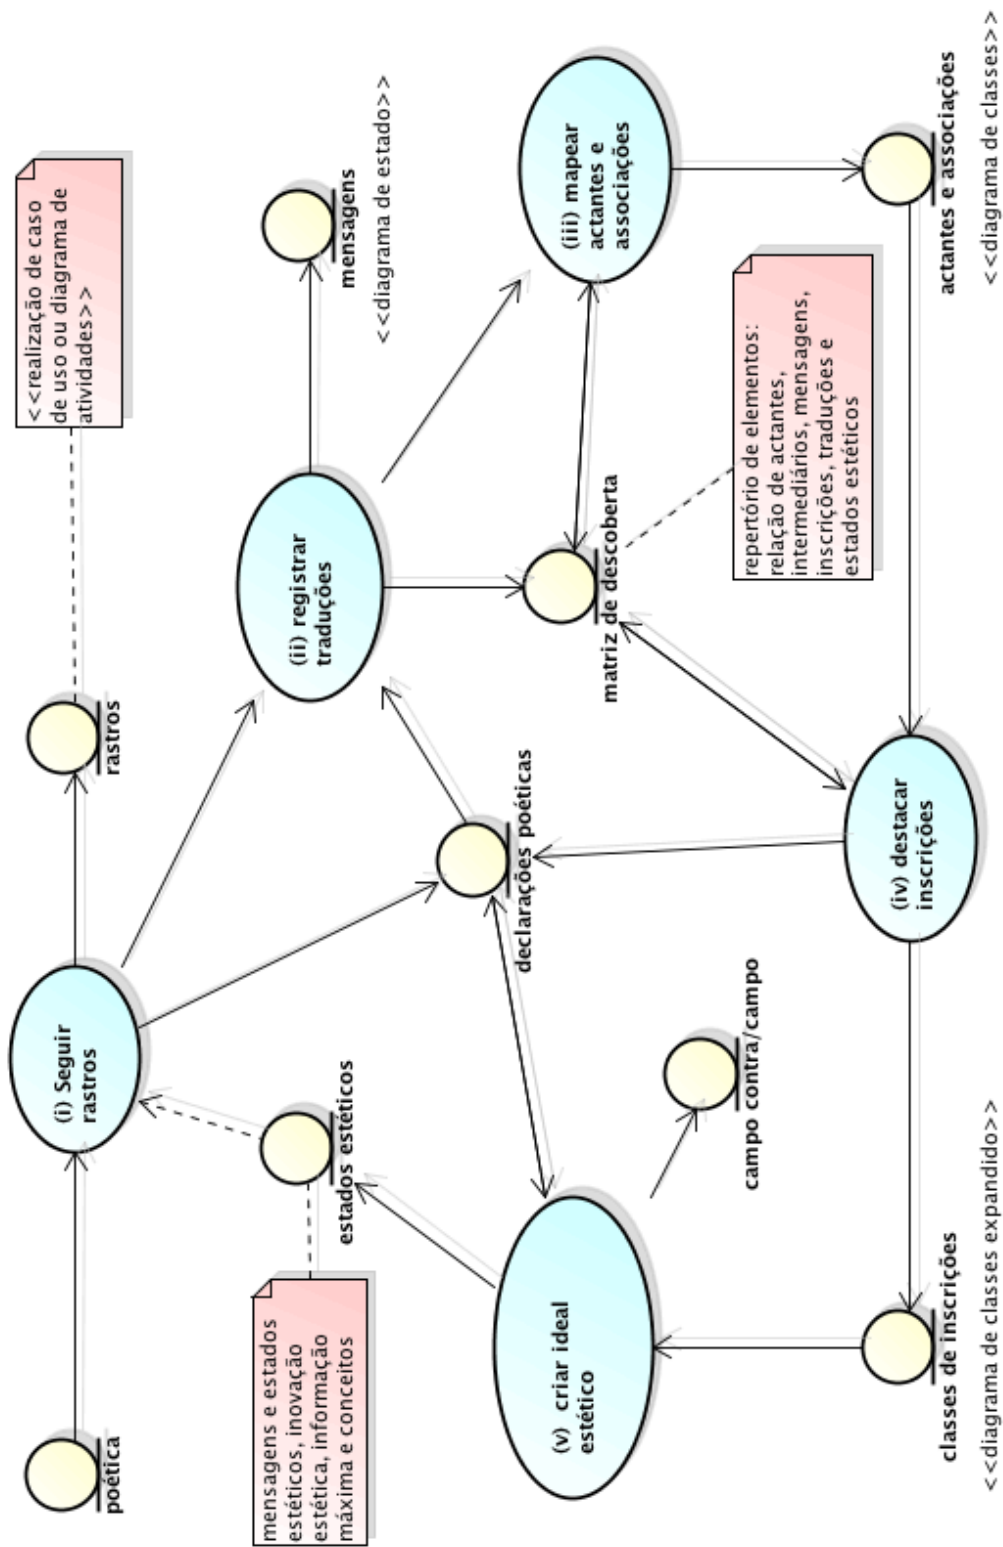 poética
(i) Seguir
rastros
rastros
<<realização de caso
de uso ou diagrama de
atividades>>
mensagens e estados
estéticos, inovação
estética, informação
máxima e conceitos
estados estéticos
(ii) registrar
traduções
mensagens
<<diagrama de estado>>
declarações poéticas
(v) criar ideal
estético
matriz de descoberta
(iii) mapear
actantes e
associações
campo contra/campo
repertório de elementos:
relação de actantes,
intermediários, mensagens,
inscrições, traduções e
estados estéticos
classes de inscrições
<<diagrama de classes expandido>>
(iv) destacar
inscrições
actantes e associações
<<diagrama de classes>>